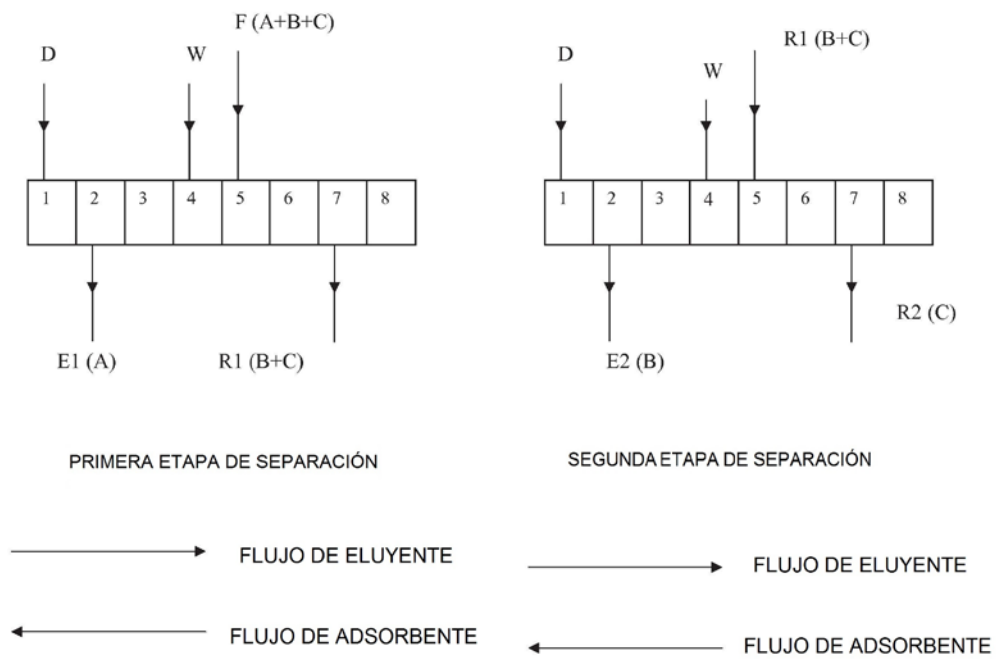 F (A+B+C)
D
W
1 2 3 4 5 6 7 8
E1 (A)
R1 (B+C)
PRIMERA ETAPA DE SEPARACIÓN
FLUJO DE ELUYENTE
FLUJO DE ADSORBENTE
R1 (B+C)
D
W
1 2 3 4 5 6 7 8
R2 (C)
E2 (B)
SEGUNDA ETAPA DE SEPARACIÓN
FLUJO DE ELUYENTE
FLUJO DE ADSORBENTE